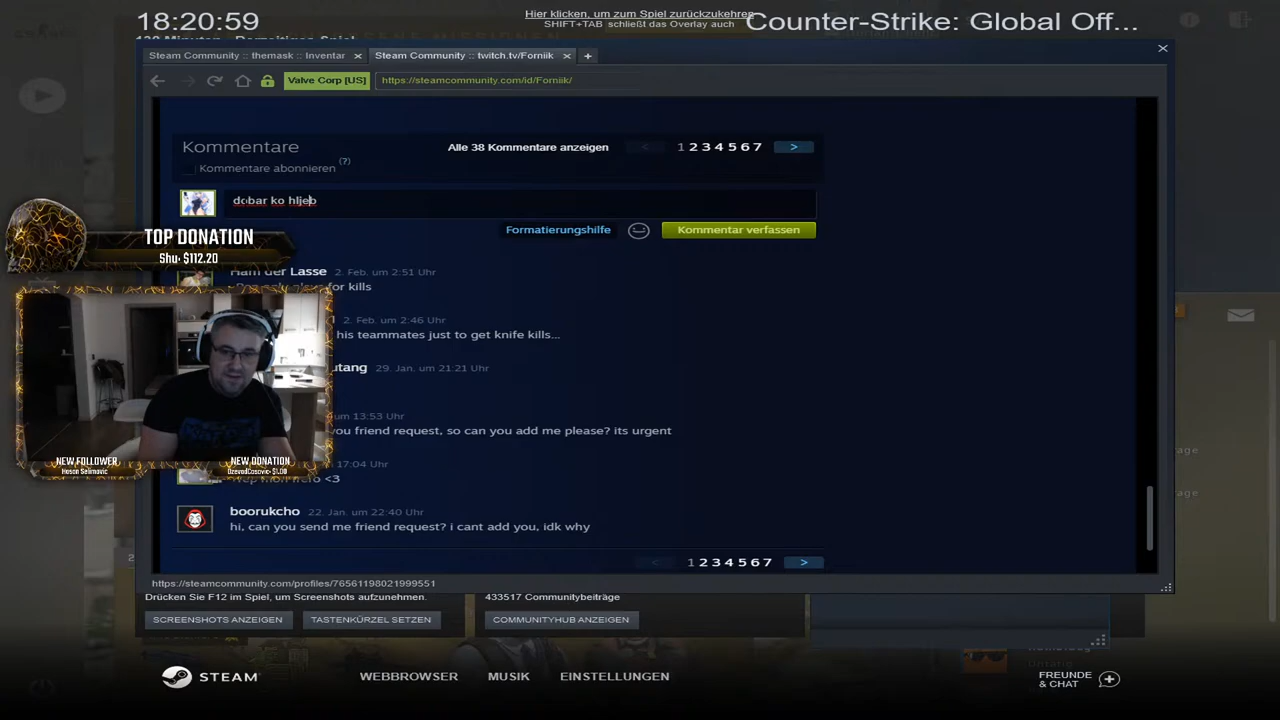 18:20:59
Hier klicken, um zum Spiel zurückzukehren
SHIFT+TAB schließt das Overlay auch
Counter-Strike: Global Off...
Steam Community :: themask :: Inventar
Steam Community :: twitch.tv/Forniik
Valve Corp [US]
https://steamcommunity.com/id/Forniik/
Kommentare
Alle 38 Kommentare anzeigen
< 1 2 3 4 5 6 7 >
Kommentare abonnieren (?)
dobar ko hljeb
Formatierungshilfe
Kommentar verfassen
TOP DONATION
Shu: $112.20
Ham der Lasse 2. Feb. um 2:51 Uhr
for kills
2. Feb. um 2:46 Uhr
his teammates just to get knife kills...
utang 29. Jan. um 21:21 Uhr
um 13:53 Uhr
you friend request, so can you add me please? its urgent
17:04 Uhr
hero <3
NEW FOLLOWER
Hasan Selimovic
NEW DONATION
DzevadCosovic: $1.00
boorukcho 22. Jan. um 22:40 Uhr
hi, can you send me friend request? i cant add you, idk why
< 1 2 3 4 5 6 7 >
https://steamcommunity.com/profiles/76561198021999551
Drücken Sie F12 im Spiel, um Screenshots aufzunehmen.
433517 Communitybeiträge
SCREENSHOTS ANZEIGEN
TASTENKÜRZEL SETZEN
COMMUNITYHUB ANZEIGEN
STEAM
WEBBROWSER
MUSIK
EINSTELLUNGEN
FREUNDE
& CHAT